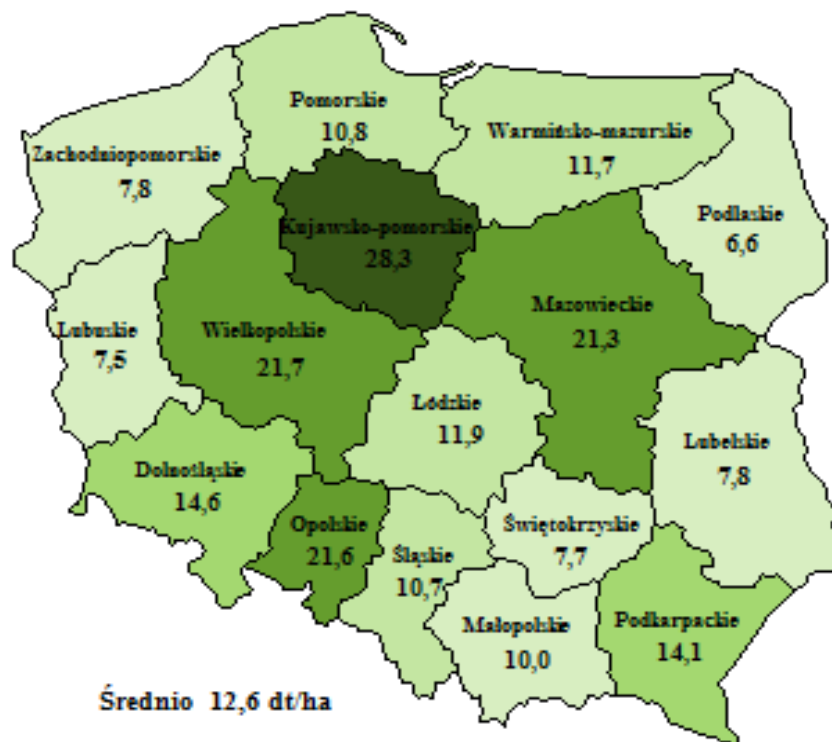 Pomorskie
10,8
Warmińsko-mazurskie
11,7
Zachodniopomorskie
7,8
Podlaskie
6,6
Kujawsko-pomorskie
28,3
Mazowieckie
21,3
Lubuskie
7,5
Wielkopolskie
21,7
Łódzkie
11,9
Lubelskie
7,8
Dolnośląskie
14,6
Opolskie
21,6
Świętokrzyskie
7,7
Śląskie
10,7
Małopolskie
10,0
Podkarpackie
14,1
Średnio 12,6 dt/ha